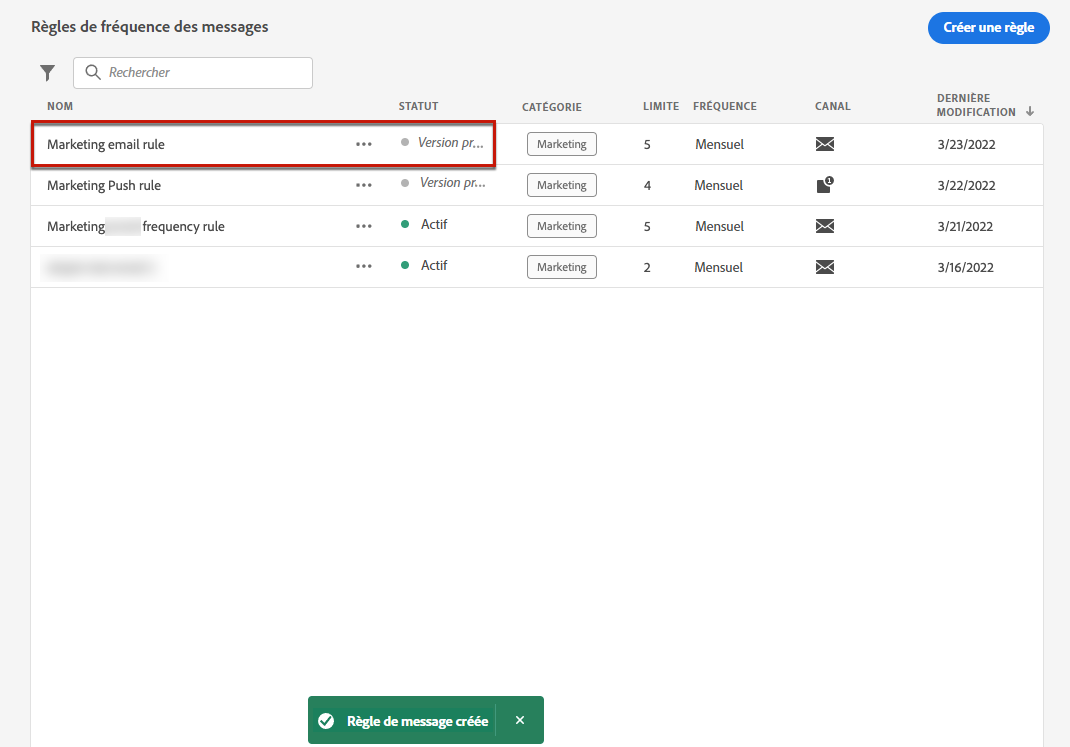 Règles de fréquence des messages
Créer une règle
Rechercher
NOM STATUT CATÉGORIE LIMITE FRÉQUENCE CANAL DERNIÈRE MODIFICATION
Marketing email rule ••• Version pr... Marketing 5 Mensuel 3/23/2022
Marketing Push rule ••• Version pr... Marketing 4 Mensuel 1 3/22/2022
Marketing frequency rule ••• Actif Marketing 5 Mensuel 3/21/2022
••• Actif Marketing 2 Mensuel 3/16/2022
Règle de message créée